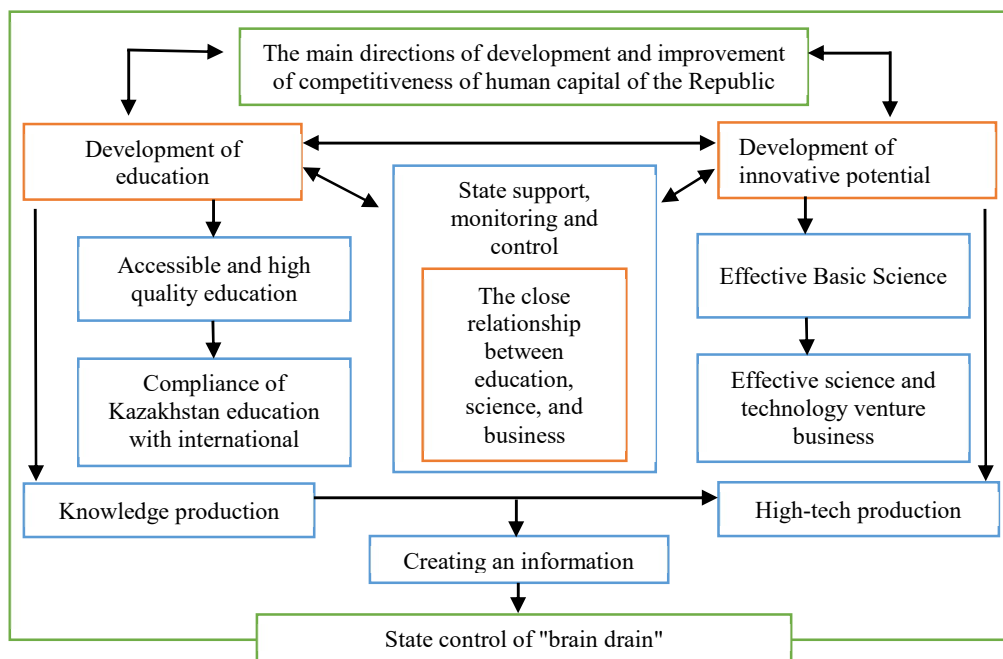 The main directions of development and improvement
of competitiveness of human capital of the Republic
Development of
education
Development of
innovative potential
State support,
monitoring and
control
Accessible and high
quality education
Effective Basic Science
The close
relationship
between
education,
science, and
business
Compliance of
Kazakhstan education
with international
Effective science and
technology venture
business
Knowledge production
High-tech production
Creating an information
State control of "brain drain"